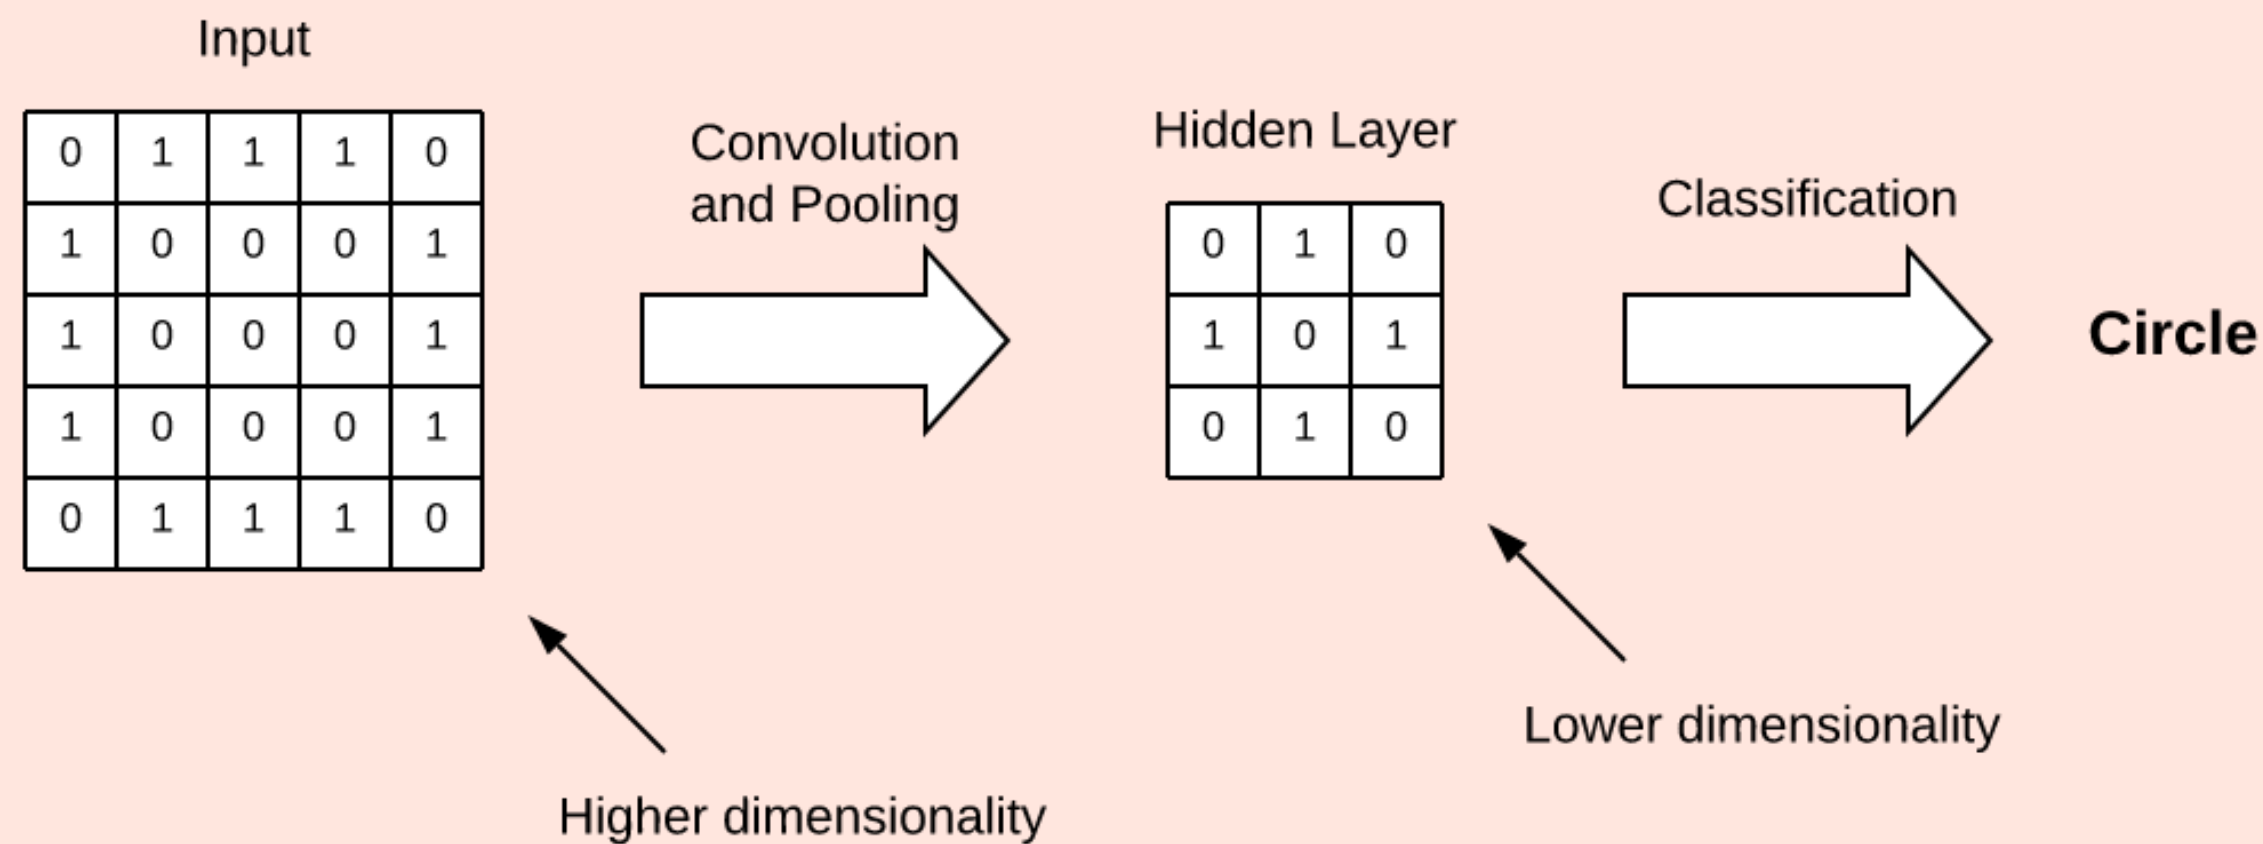 Input
0 1 1 1 0
1 0 0 0 1
1 0 0 0 1
1 0 0 0 1
0 1 1 1 0
Higher dimensionality
Convolution
and Pooling
Hidden Layer
0 1 0
1 0 1
0 1 0
Lower dimensionality
Classification
Circle